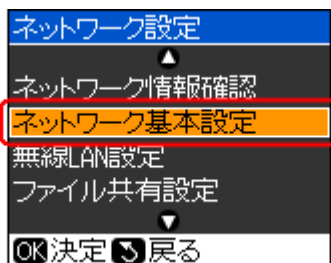 ネットワーク設定
ネットワーク情報確認
ネットワーク基本設定
無線LAN設定
ファイル共有設定
OK決定 戻る